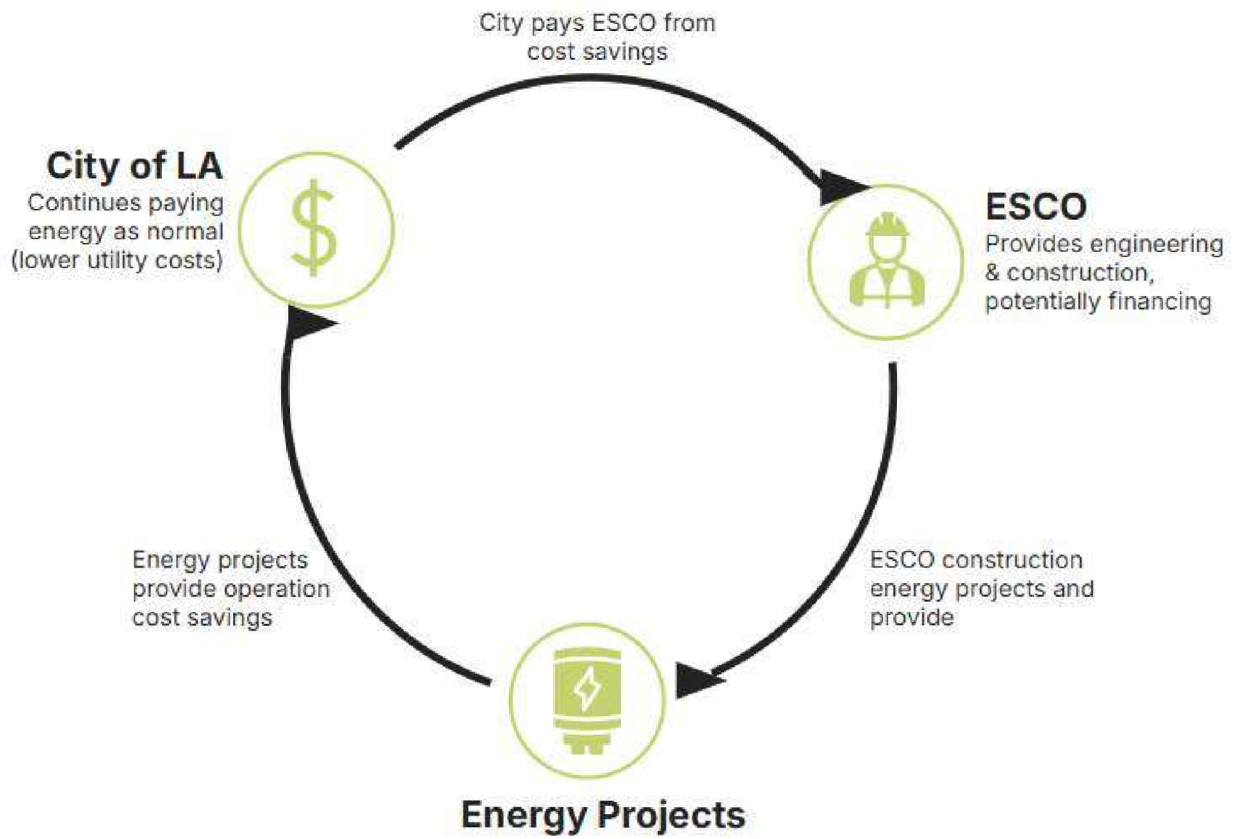 City pays ESCO from
cost savings
City of LA
Continues paying
energy as normal
(lower utility costs)
ESCO
Provides engineering
& construction,
potentially financing
Energy projects
provide operation
cost savings
ESCO construction
energy projects and
provide
Energy Projects